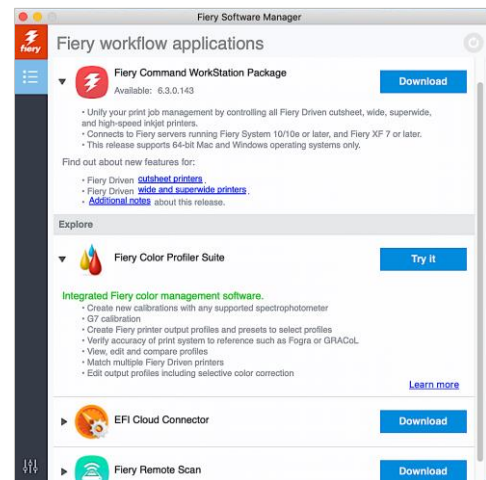 Fiery Software Manager
fiery
Fiery workflow applications
Fiery Command WorkStation Package
Download
Available: 6.3.0.143
• Unify your print job management by controlling all Fiery Driven cutsheet, wide, superwide,
and high-speed inkjet printers.
• Connects to Fiery servers running Fiery System 10/10e or later, and Fiery XF 7 or later.
• This release supports 64-bit Mac and Windows operating systems only.
Find out about new features for:
• Fiery Driven cutsheet printers.
• Fiery Driven wide and superwide printers.
• Additional notes about this release.
Explore
Fiery Color Profiler Suite
Try it
Integrated Fiery color management software.
• Create new calibrations with any supported spectrophotometer
• G7 calibration
• Create Fiery printer output profiles and presets to select profiles
• Verify accuracy of print system to reference such as Fogra or GRACoL
• View, edit and compare profiles
• Match multiple Fiery Driven printers
• Edit output profiles including selective color correction
Learn more
EFI Cloud Connector
Download
Fiery Remote Scan
Download